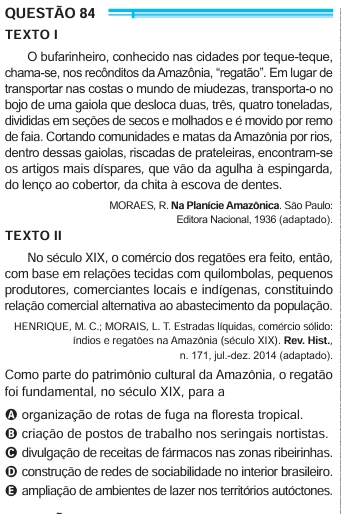 QUESTÃO 84
TEXTO I
O bufarinheiro, conhecido nas cidades por teque-teque,
chama-se, nos recônditos da Amazônia, “regatão”. Em lugar de
transportar nas costas o mundo de miudezas, transporta-o no
bojo de uma gaiola que desloca duas, três, quatro toneladas,
divididas em seções de secos e molhados e é movido por remo
de faia. Cortando comunidades e matas da Amazônia por rios,
dentro dessas gaiolas, riscadas de prateleiras, encontram-se
os artigos mais díspares, que vão da agulha à espingarda,
do lenço ao cobertor, da chita à escova de dentes.
MORAES, R. Na Planície Amazônica. São Paulo:
Editora Nacional, 1936 (adaptado).
TEXTO II
No século XIX, o comércio dos regatões era feito, então,
com base em relações tecidas com quilombolas, pequenos
produtores, comerciantes locais e indígenas, constituindo
relação comercial alternativa ao abastecimento da população.
HENRIQUE, M. C.; MORAIS, L. T. Estradas líquidas, comércio sólido:
índios e regatões na Amazônia (século XIX). Rev. Hist.,
n. 171, jul.-dez. 2014 (adaptado).
Como parte do patrimônio cultural da Amazônia, o regatão
foi fundamental, no século XIX, para a
A organização de rotas de fuga na floresta tropical.
B criação de postos de trabalho nos seringais nortistas.
C divulgação de receitas de fármacos nas zonas ribeirinhas.
D construção de redes de sociabilidade no interior brasileiro.
E ampliação de ambientes de lazer nos territórios autóctones.